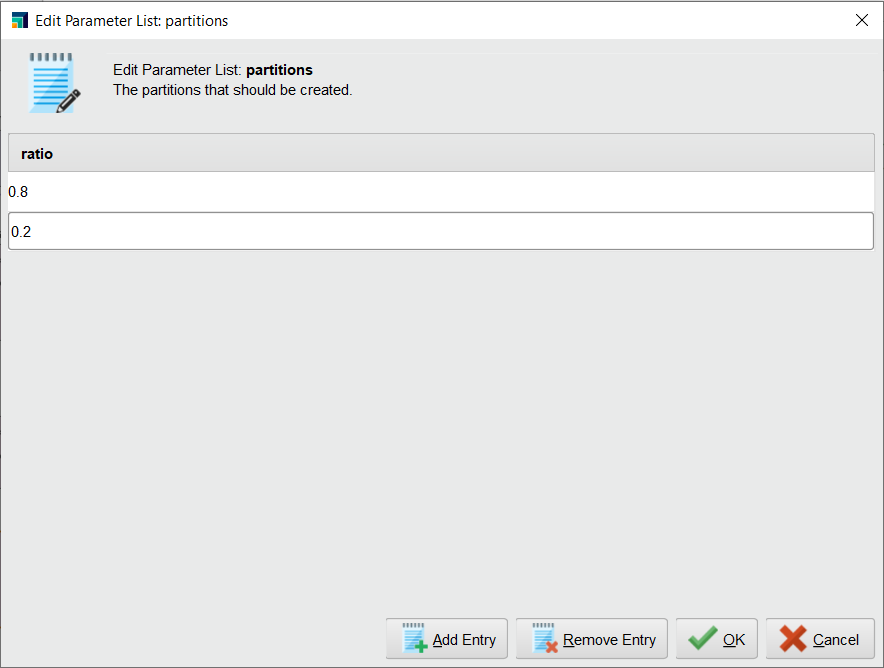 Edit Parameter List: partitions
Edit Parameter List: partitions
The partitions that should be created.
ratio
0.8
0.2
Add Entry Remove Entry OK Cancel